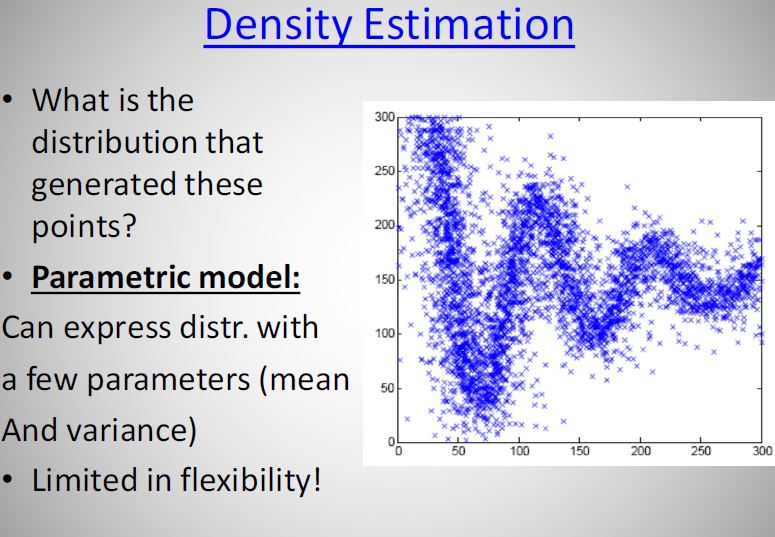 Density Estimation
• What is the
distribution that
generated these
points?
• Parametric model:
Can express distr. with
a few parameters (mean
And variance)
• Limited in flexibility!
300
250
200
150
100
50
0
0 50 100 150 200 250 300